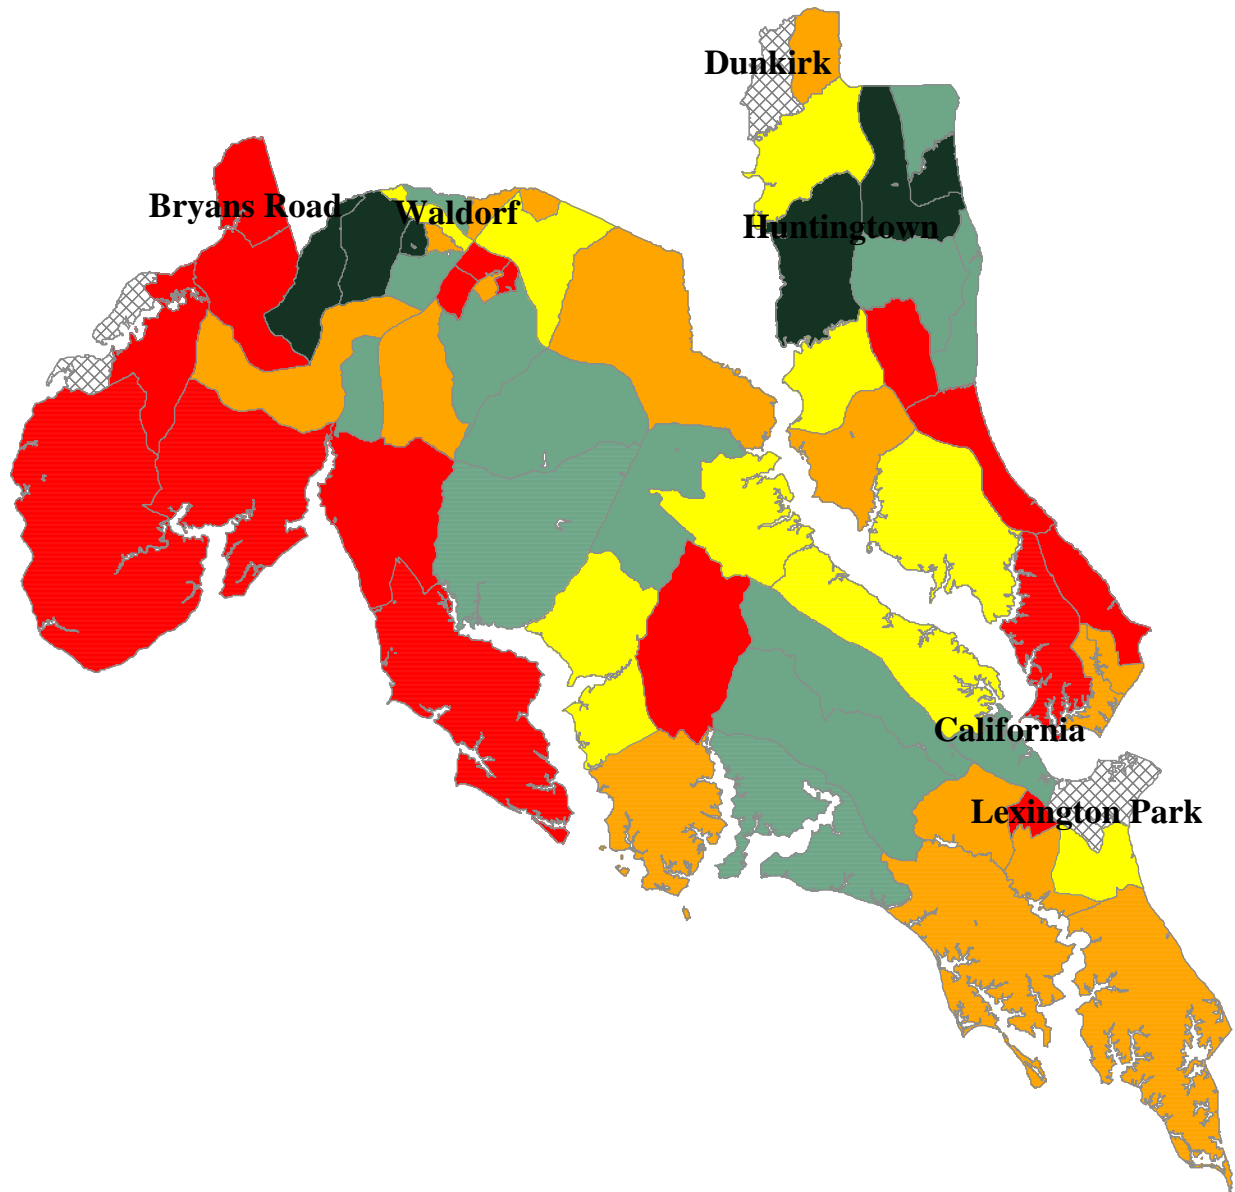 Dunkirk
Bryans Road
Waldorf
Huntingtown
California
Lexington Park